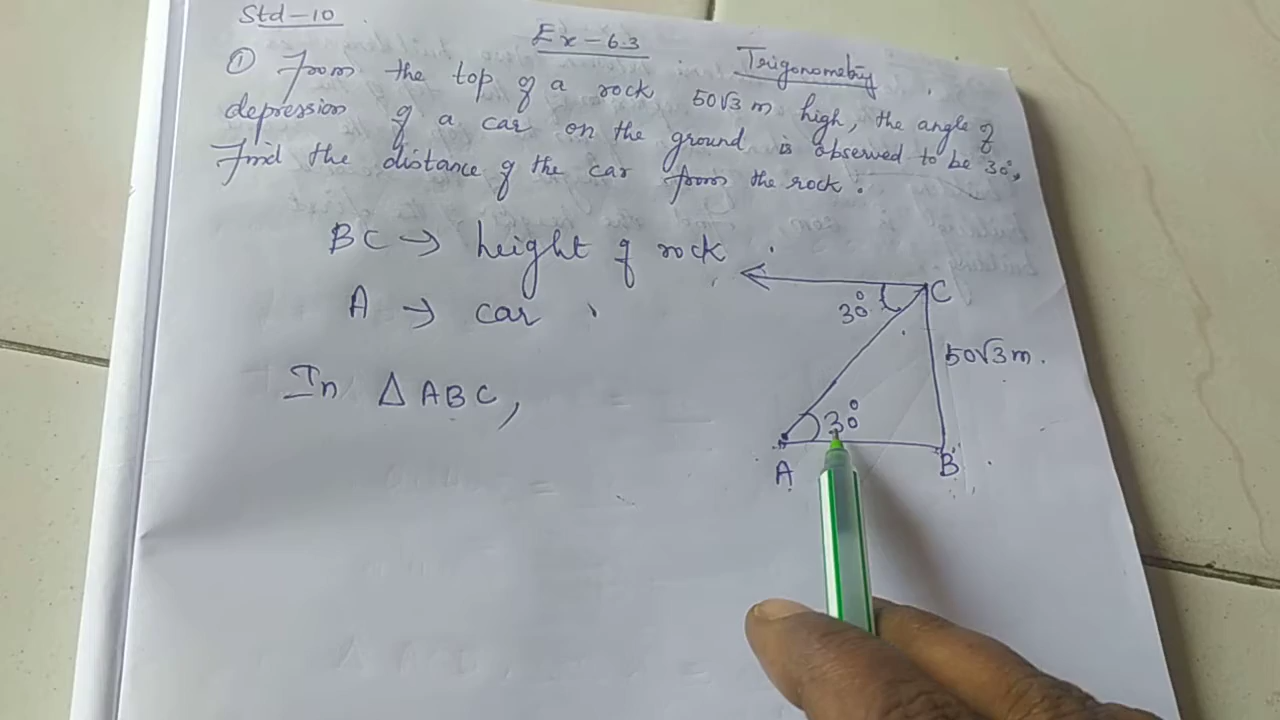 Std-10
Ex-6.3
Trigonometry
① From the top of a rock 50√3 m high, the angle of
depression of a car on the ground is observed to be 30°,
Find the distance of the car from the rock.
BC → height of rock
A → car
In △ABC,
C
30°
50√3 m.
30°
A
B